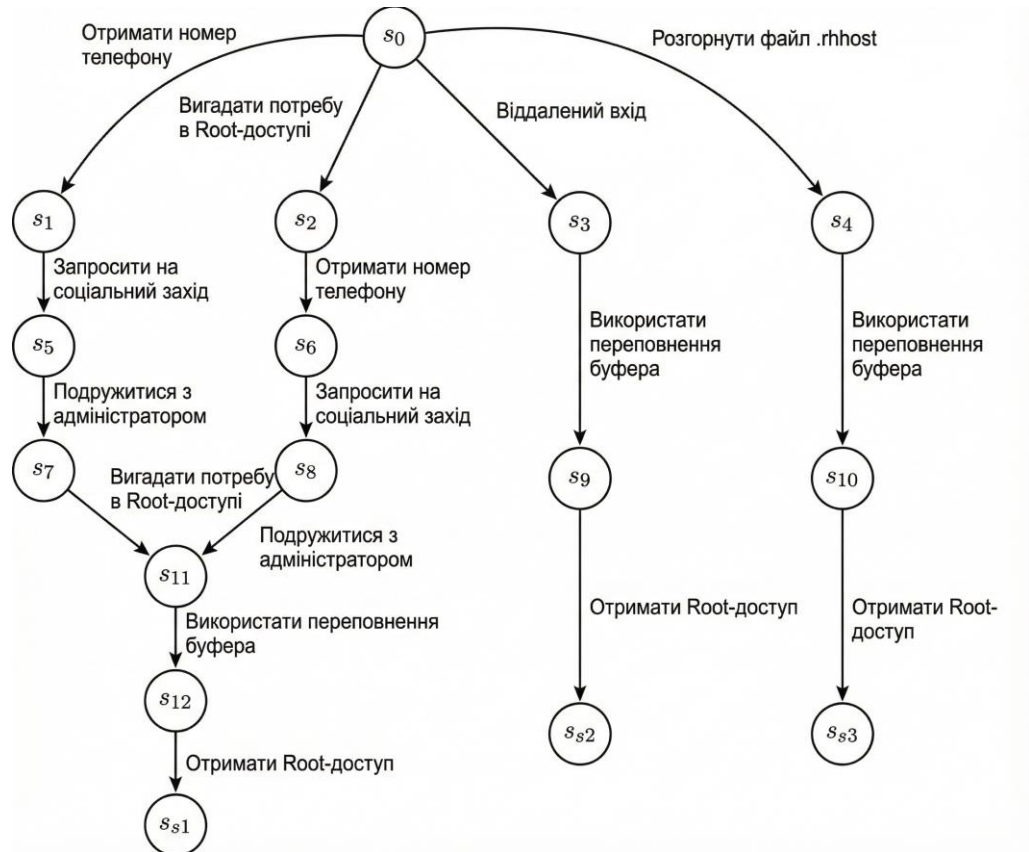 s0
Отримати номер
телефону
Розгорнути файл .rhhost
Вигадати потребу
в Root-доступі
Віддалений вхід
s1
s2
s3
s4
Запросити на
соціальний захід
Отримати номер
телефону
s5
s6
Використати
переповнення
буфера
Використати
переповнення
буфера
Подружитися з
адміністратором
Запросити на
соціальний захід
s7
s8
s9
s10
Вигадати потребу
в Root-доступі
Подружитися з
адміністратором
s11
Використати переповнення
буфера
Отримати Root-доступ
Отримати Root-
доступ
s12
ss2
ss3
Отримати Root-доступ
ss1